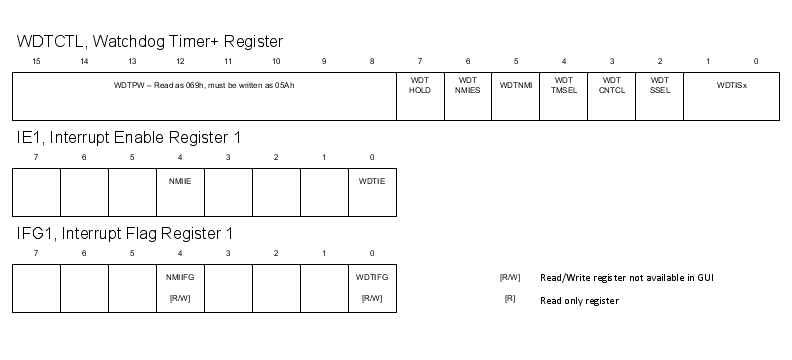 WDTCTL, Watchdog Timer+ Register
15 14 13 12 11 10 9 8 7 6 5 4 3 2 1 0
WDTPW – Read as 069h, must be written as 05Ah
WDT HOLD
WDT NMIES
WDTNMI
WDT TMSEL
WDT CNTCL
WDT SSEL
WDTISx
IE1, Interrupt Enable Register 1
7 6 5 4 3 2 1 0
NMIIE WDTIE
IFG1, Interrupt Flag Register 1
7 6 5 4 3 2 1 0
NMIIFG WDTIFG
[R/W] [R/W]
[R/W] Read/Write register not available in GUI
[R] Read only register